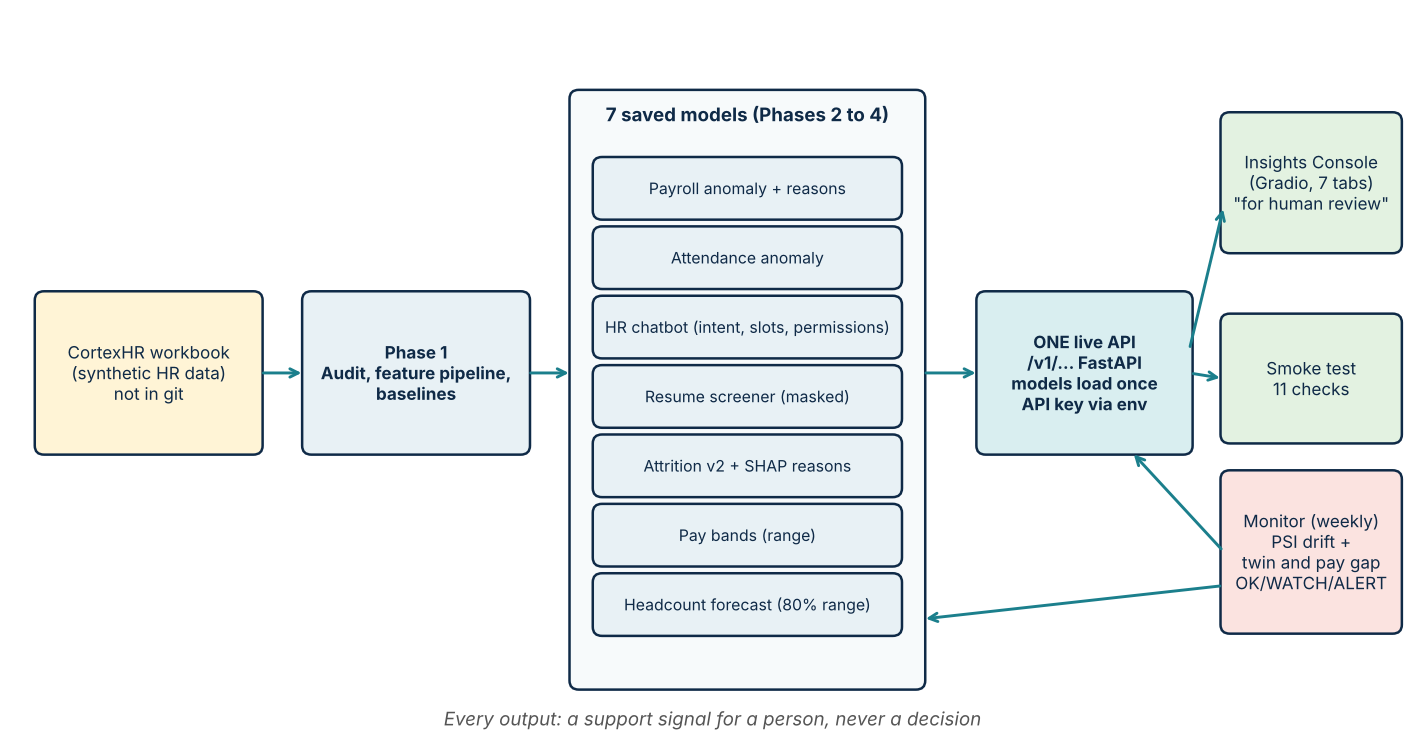 CortexHR workbook
(synthetic HR data)
not in git
Phase 1
Audit, feature pipeline,
baselines
7 saved models (Phases 2 to 4)
Payroll anomaly + reasons
Attendance anomaly
HR chatbot (intent, slots, permissions)
Resume screener (masked)
Attrition v2 + SHAP reasons
Pay bands (range)
Headcount forecast (80% range)
ONE live API
/v1/... FastAPI
models load once
API key via env
Insights Console
(Gradio, 7 tabs)
"for human review"
Smoke test
11 checks
Monitor (weekly)
PSI drift +
twin and pay gap
OK/WATCH/ALERT
Every output: a support signal for a person, never a decision